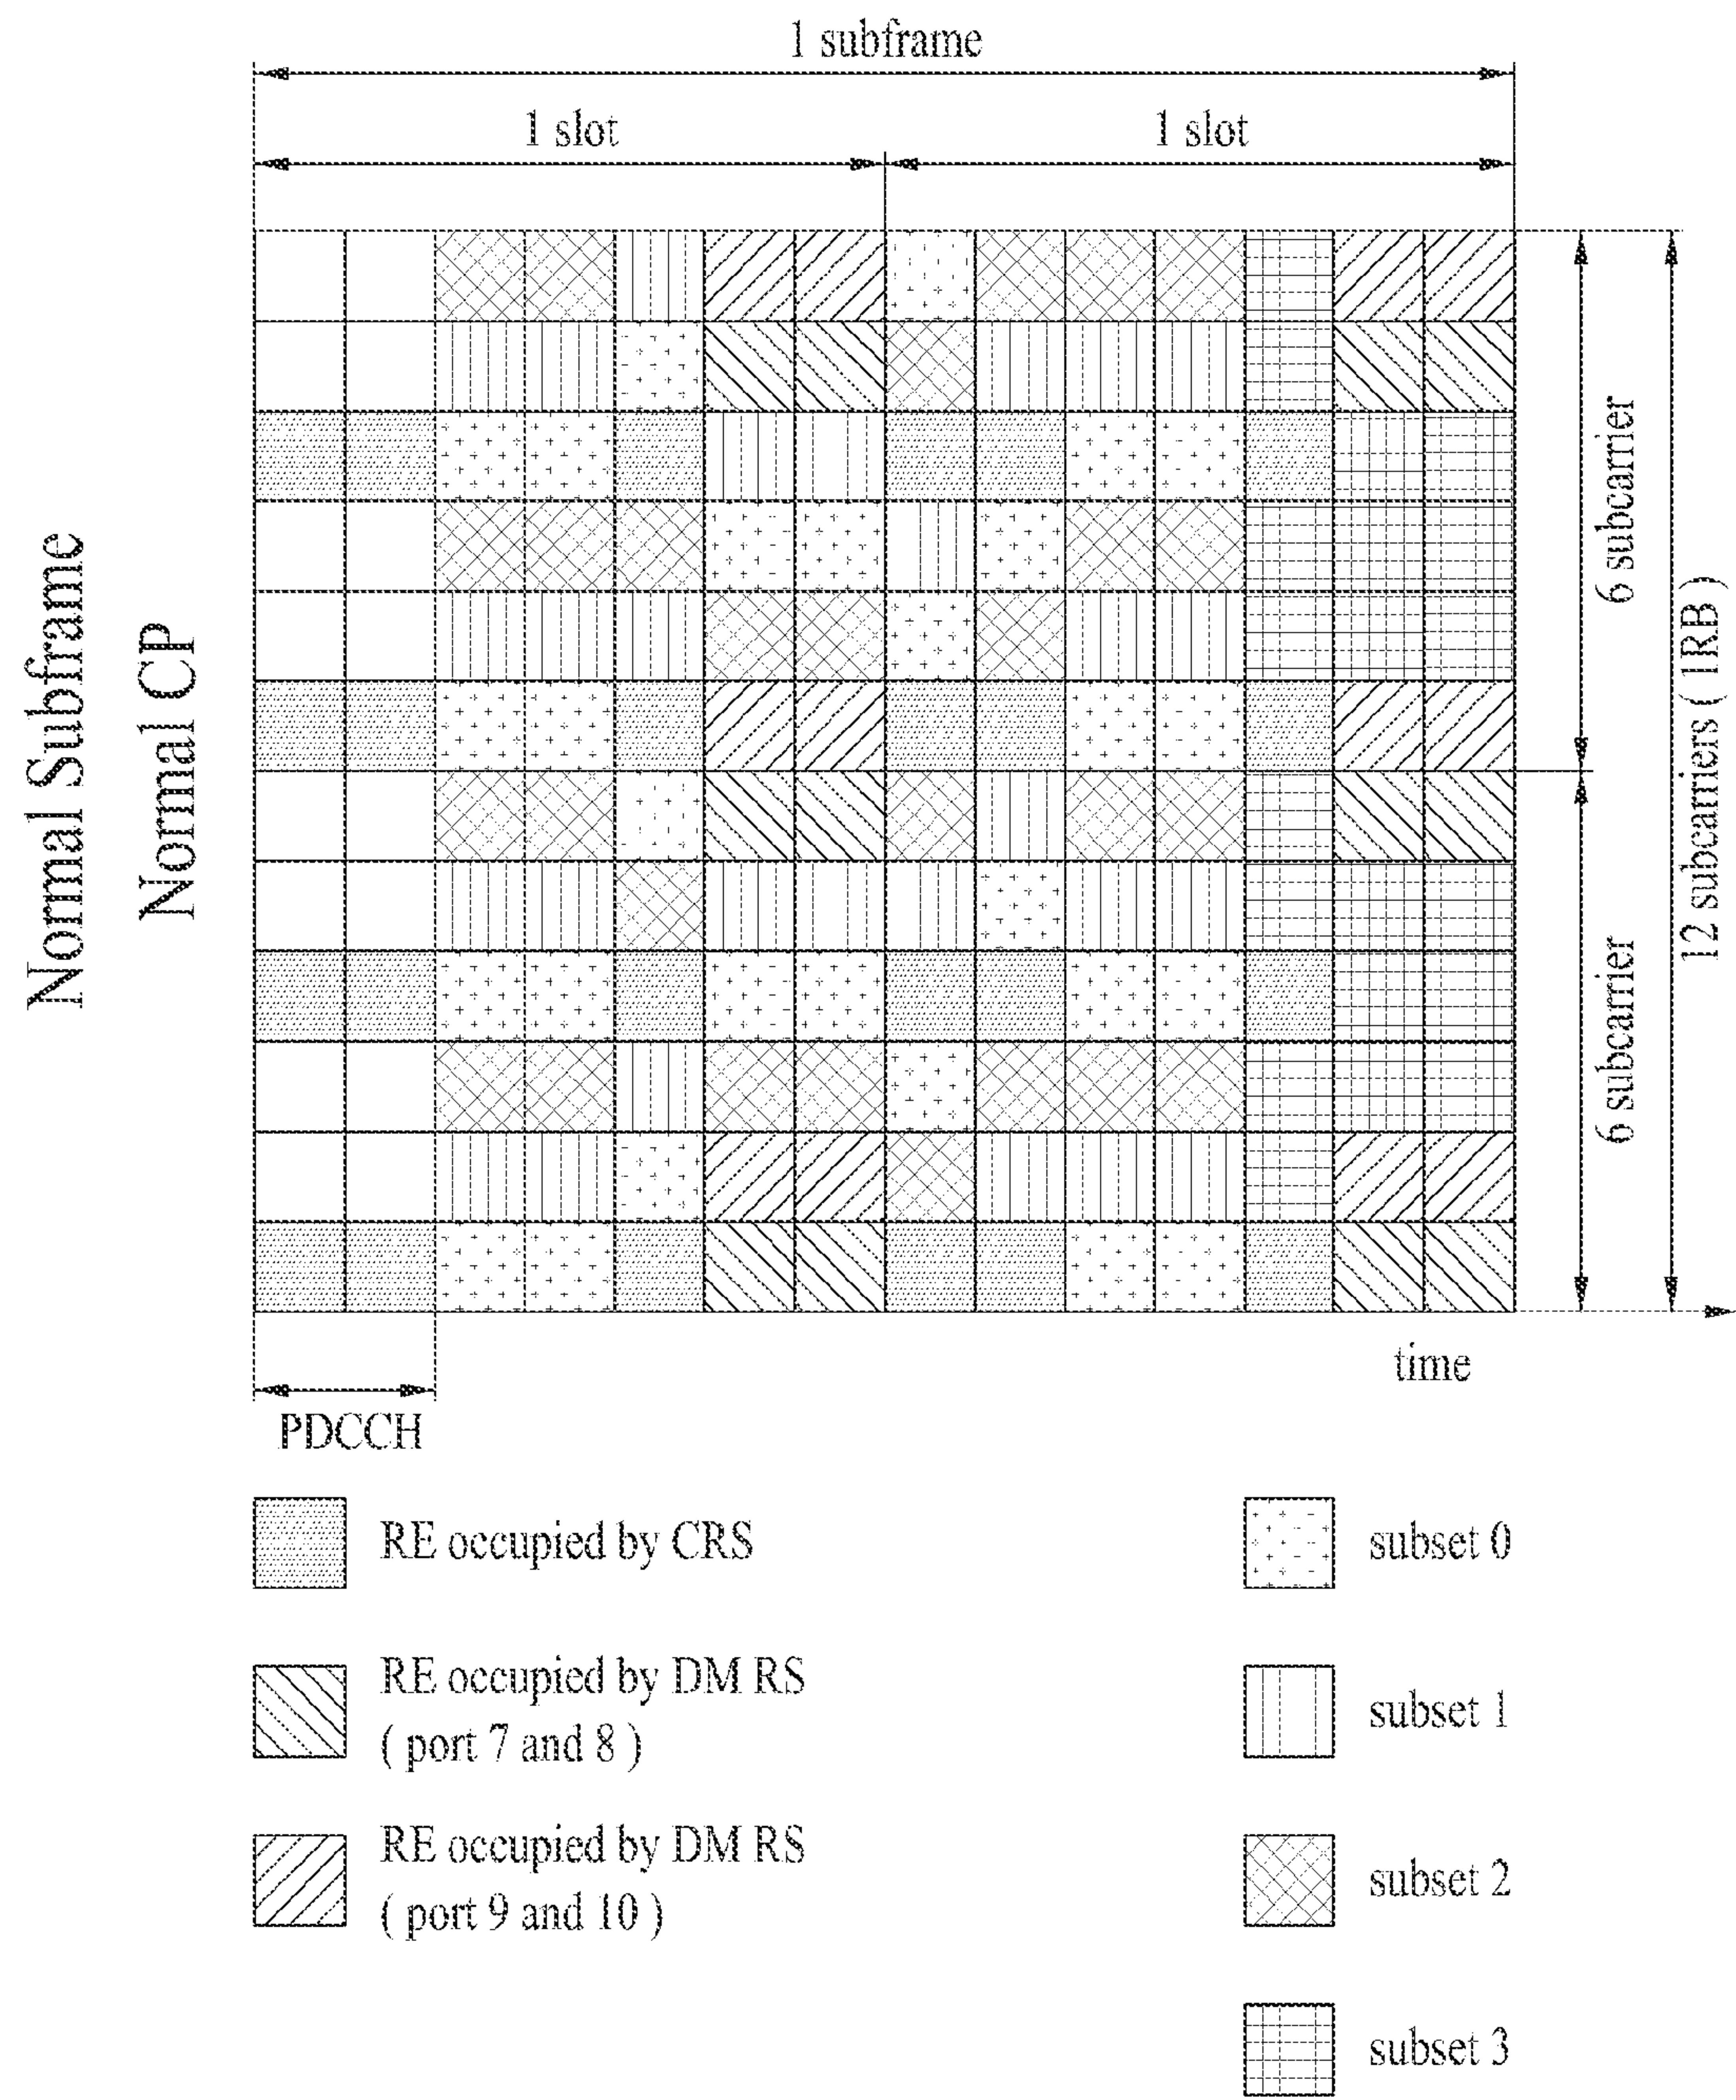 1 subframe
1 slot
1 slot
Normal Subframe
Normal CP
6 subcarrier
6 subcarrier
12 subcarriers ( 1RB )
time
PDCCH
RE occupied by CRS
RE occupied by DM RS
( port 7 and 8 )
RE occupied by DM RS
( port 9 and 10 )
subset 0
subset 1
subset 2
subset 3